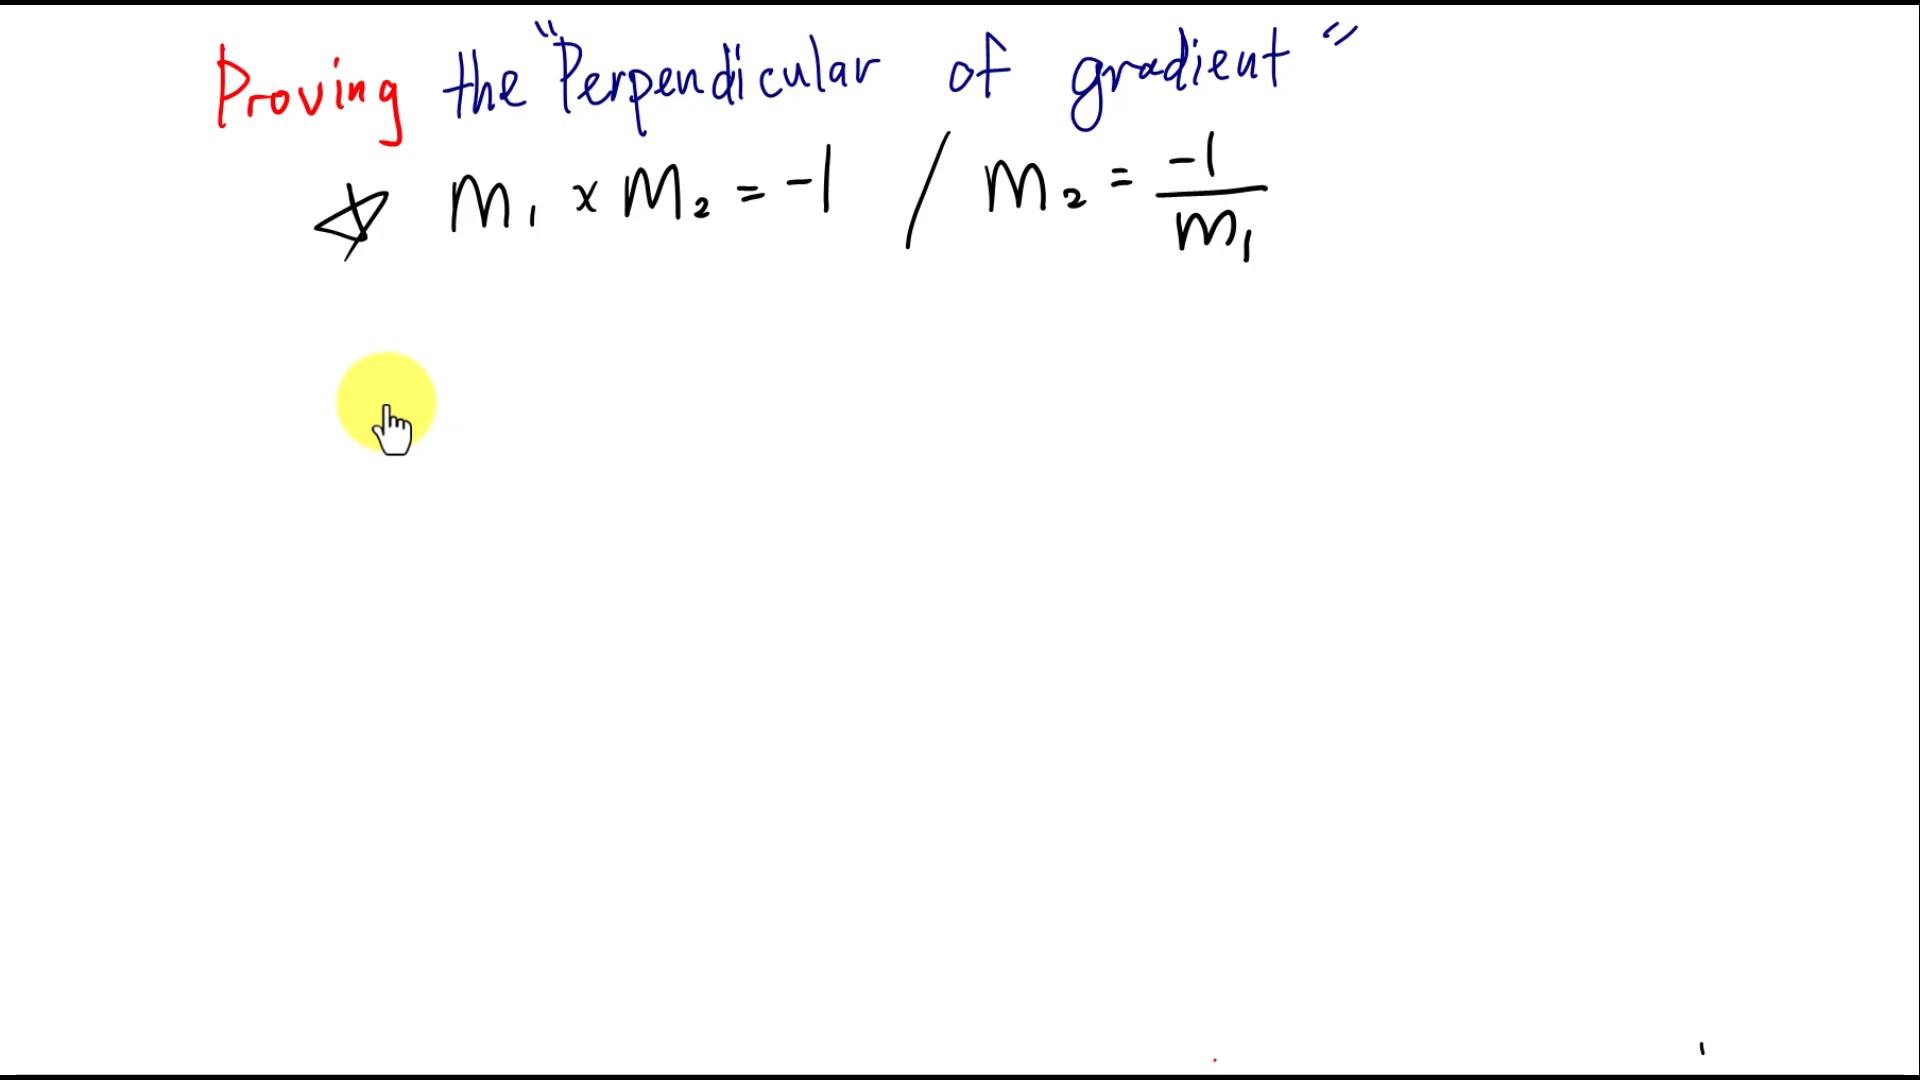 Proving the "Perpendicular of gradient"
☆ m₁ x m₂ = -1 / m₂ = -1/m₁